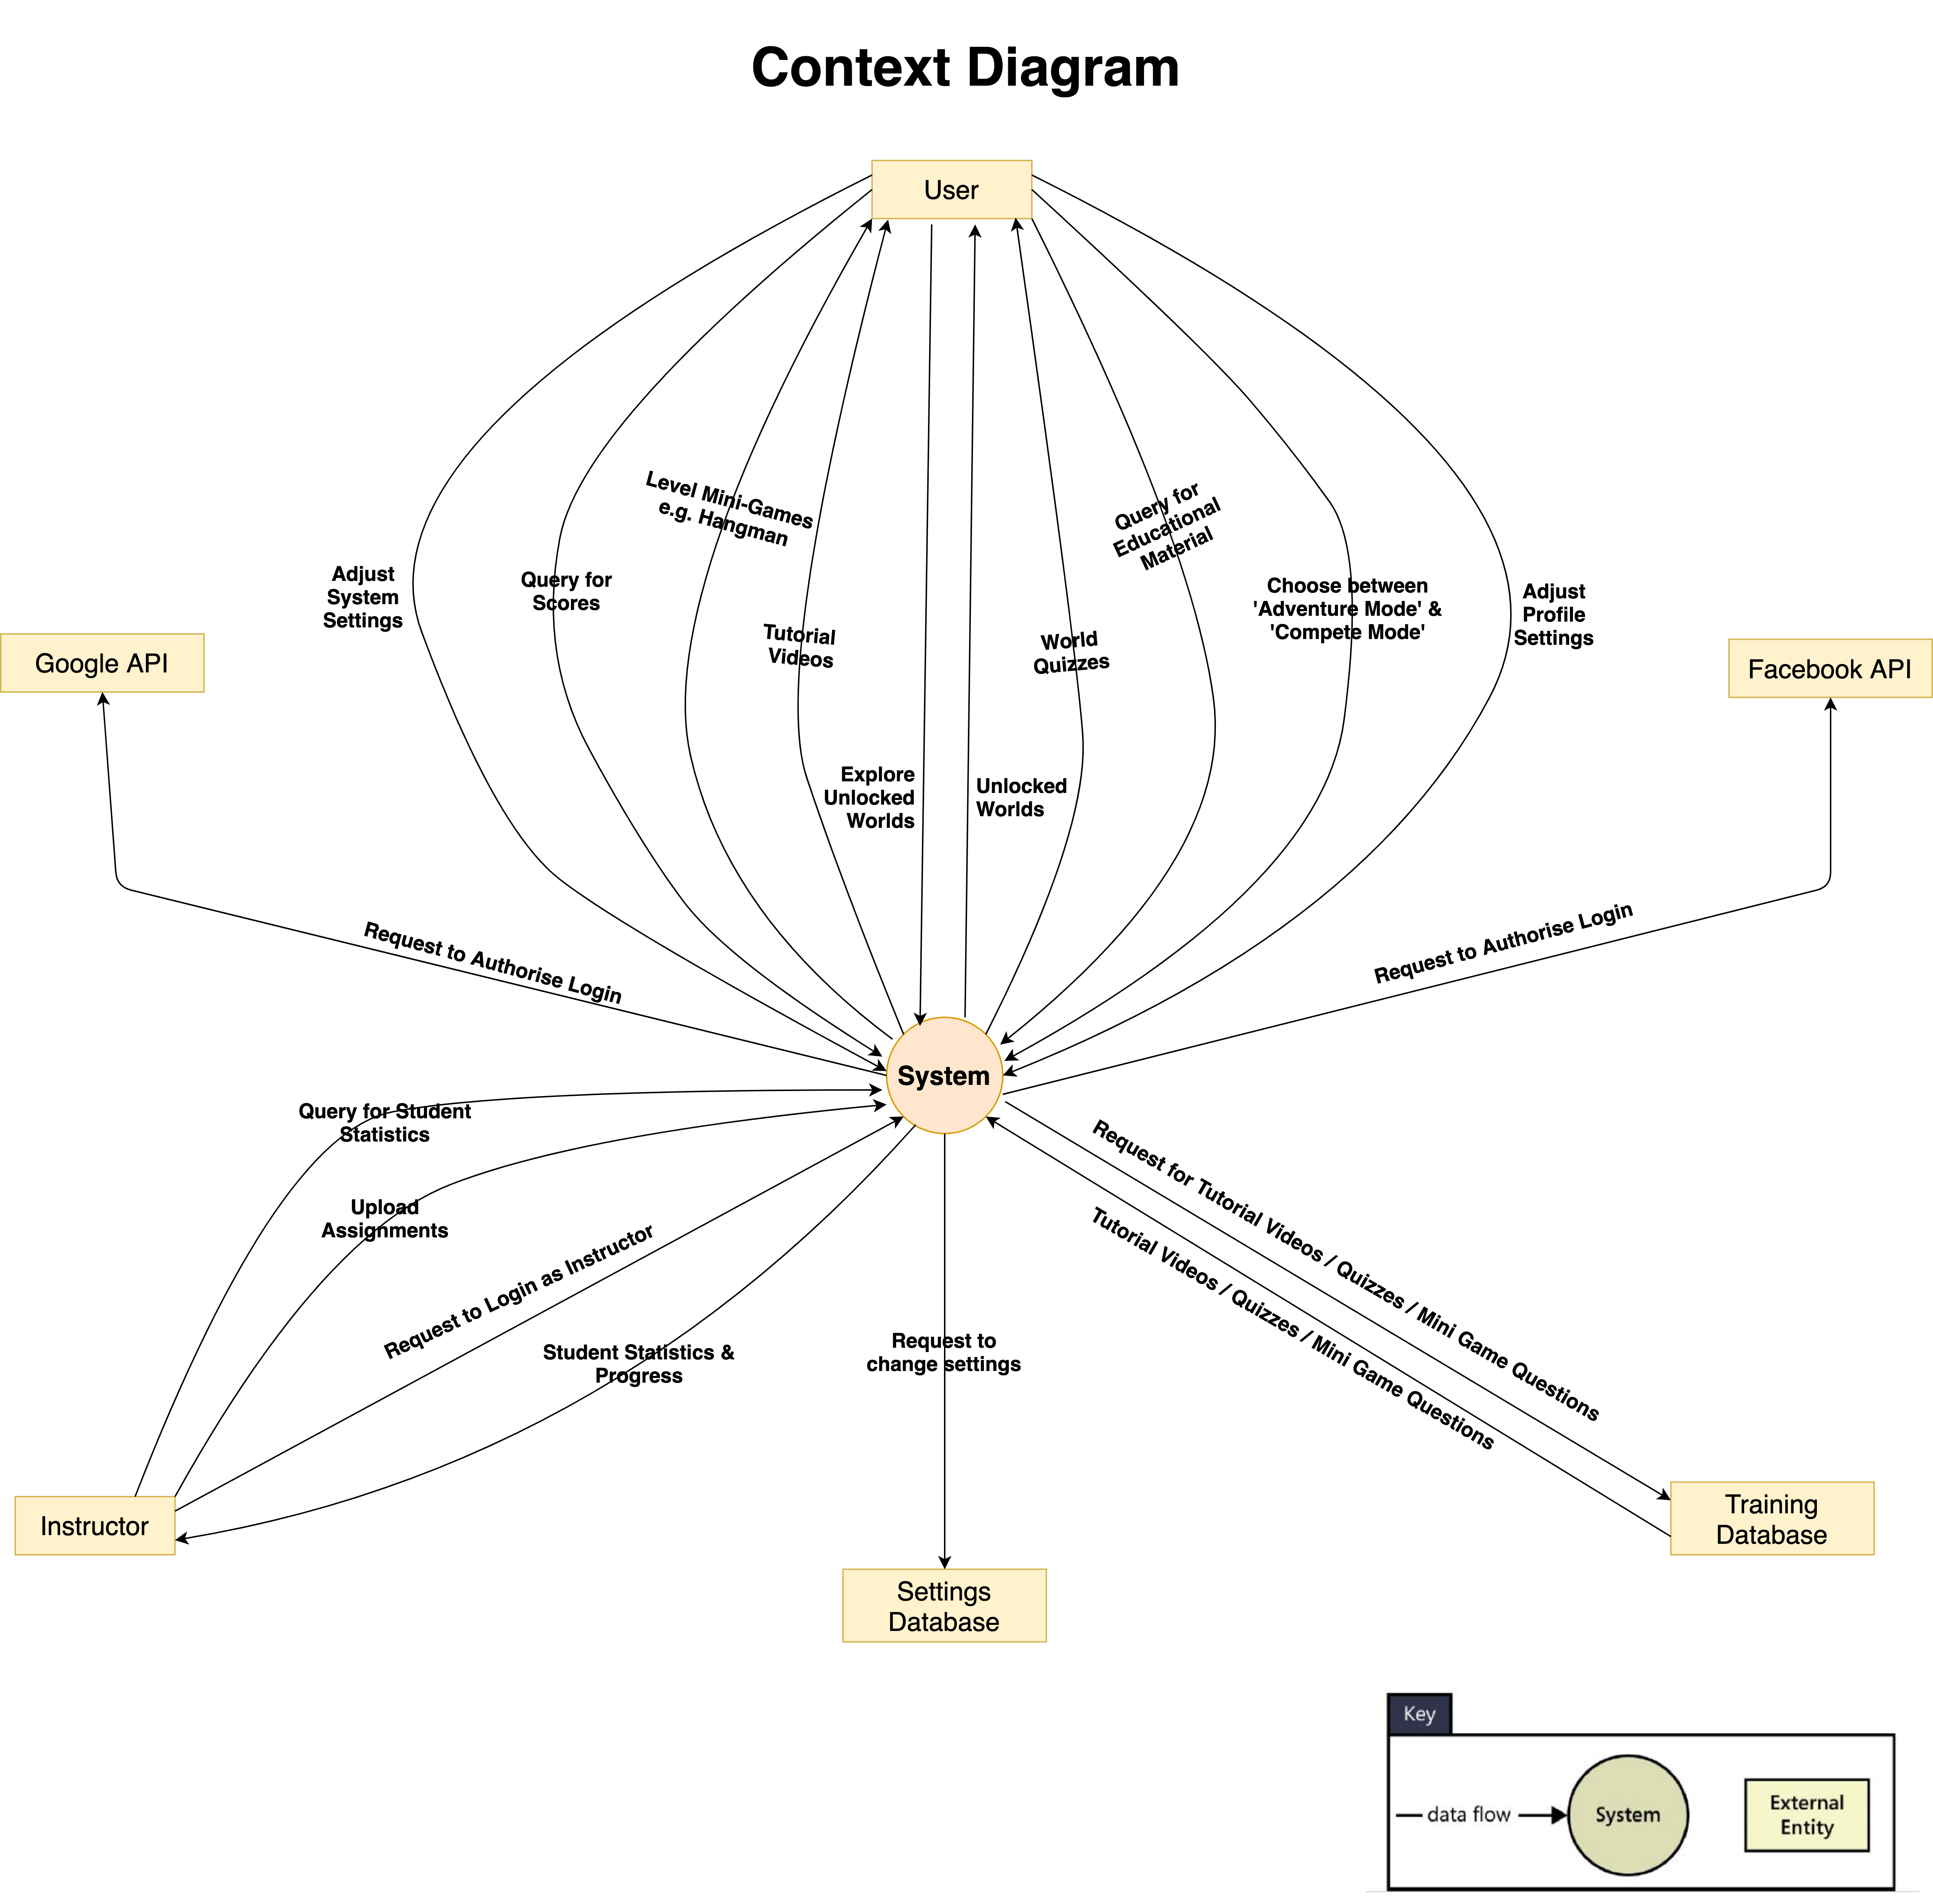 Context Diagram
User
Level Mini-Games
e.g. Hangman
Query for
Educational
Material
Adjust
System
Settings
Query for
Scores
Choose between
'Adventure Mode' &
'Compete Mode'
Adjust
Profile
Settings
Tutorial
Videos
World
Quizzes
Google API
Facebook API
Explore
Unlocked
Worlds
Unlocked
Worlds
Request to Authorise Login
Request to Authorise Login
System
Query for Student
Statistics
Upload
Assignments
Request to Login as Instructor
Student Statistics &
Progress
Request to
change settings
Request for Tutorial Videos / Quizzes / Mini Game Questions
Tutorial Videos / Quizzes / Mini Game Questions
Instructor
Training
Database
Settings
Database
Key
data flow
System
External
Entity